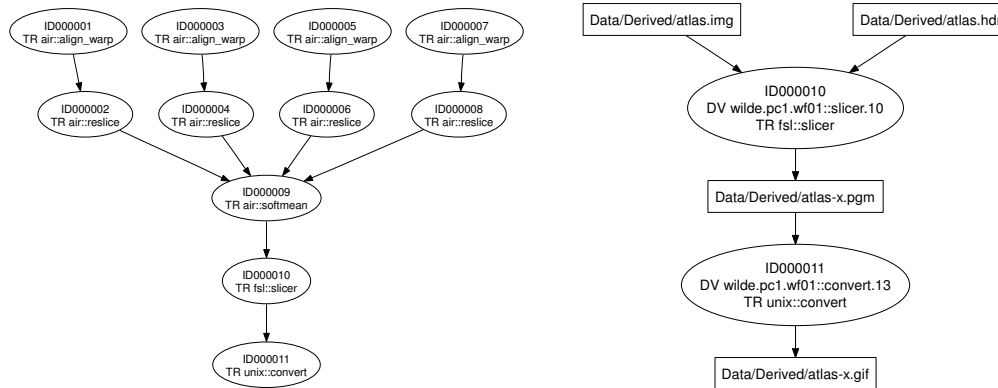 ID000001
TR air::align_warp
ID000003
TR air::align_warp
ID000005
TR air::align_warp
ID000007
TR air::align_warp
ID000002
TR air::reslice
ID000004
TR air::reslice
ID000006
TR air::reslice
ID000008
TR air::reslice
ID000009
TR air::softmean
ID000010
TR fsl::slicer
ID000011
TR unix::convert
Data/Derived/atlas.img
Data/Derived/atlas.hdr
ID000010
DV wilde.pc1.wf01::slicer.10
TR fsl::slicer
Data/Derived/atlas-x.pgm
ID000011
DV wilde.pc1.wf01::convert.13
TR unix::convert
Data/Derived/atlas-x.gif